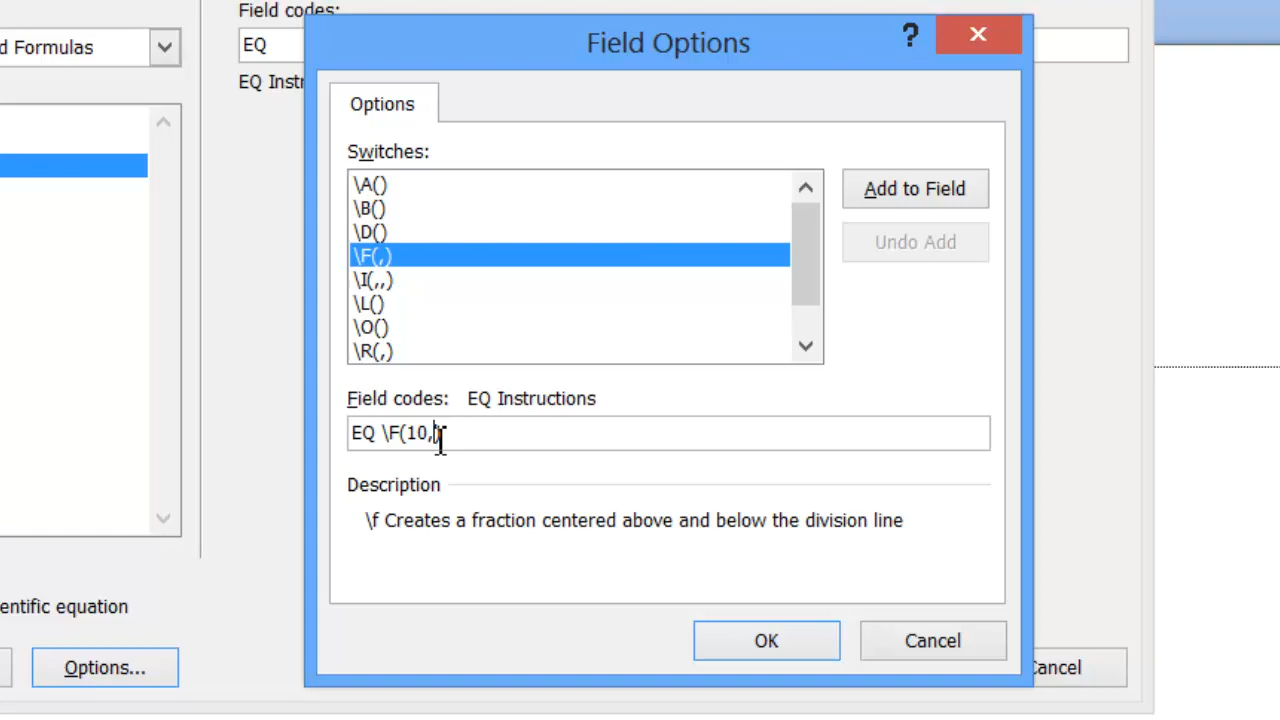 Field codes:
d Formulas
EQ
EQ Instr
Field Options
?
Options
Switches:
\A()
\B()
\D()
\F(,)
\I(,,)
\L()
\O()
\R(,)
Add to Field
Undo Add
Field codes: EQ Instructions
EQ \F(10,)
Description
\f Creates a fraction centered above and below the division line
entific equation
OK
Cancel
Options...
Cancel